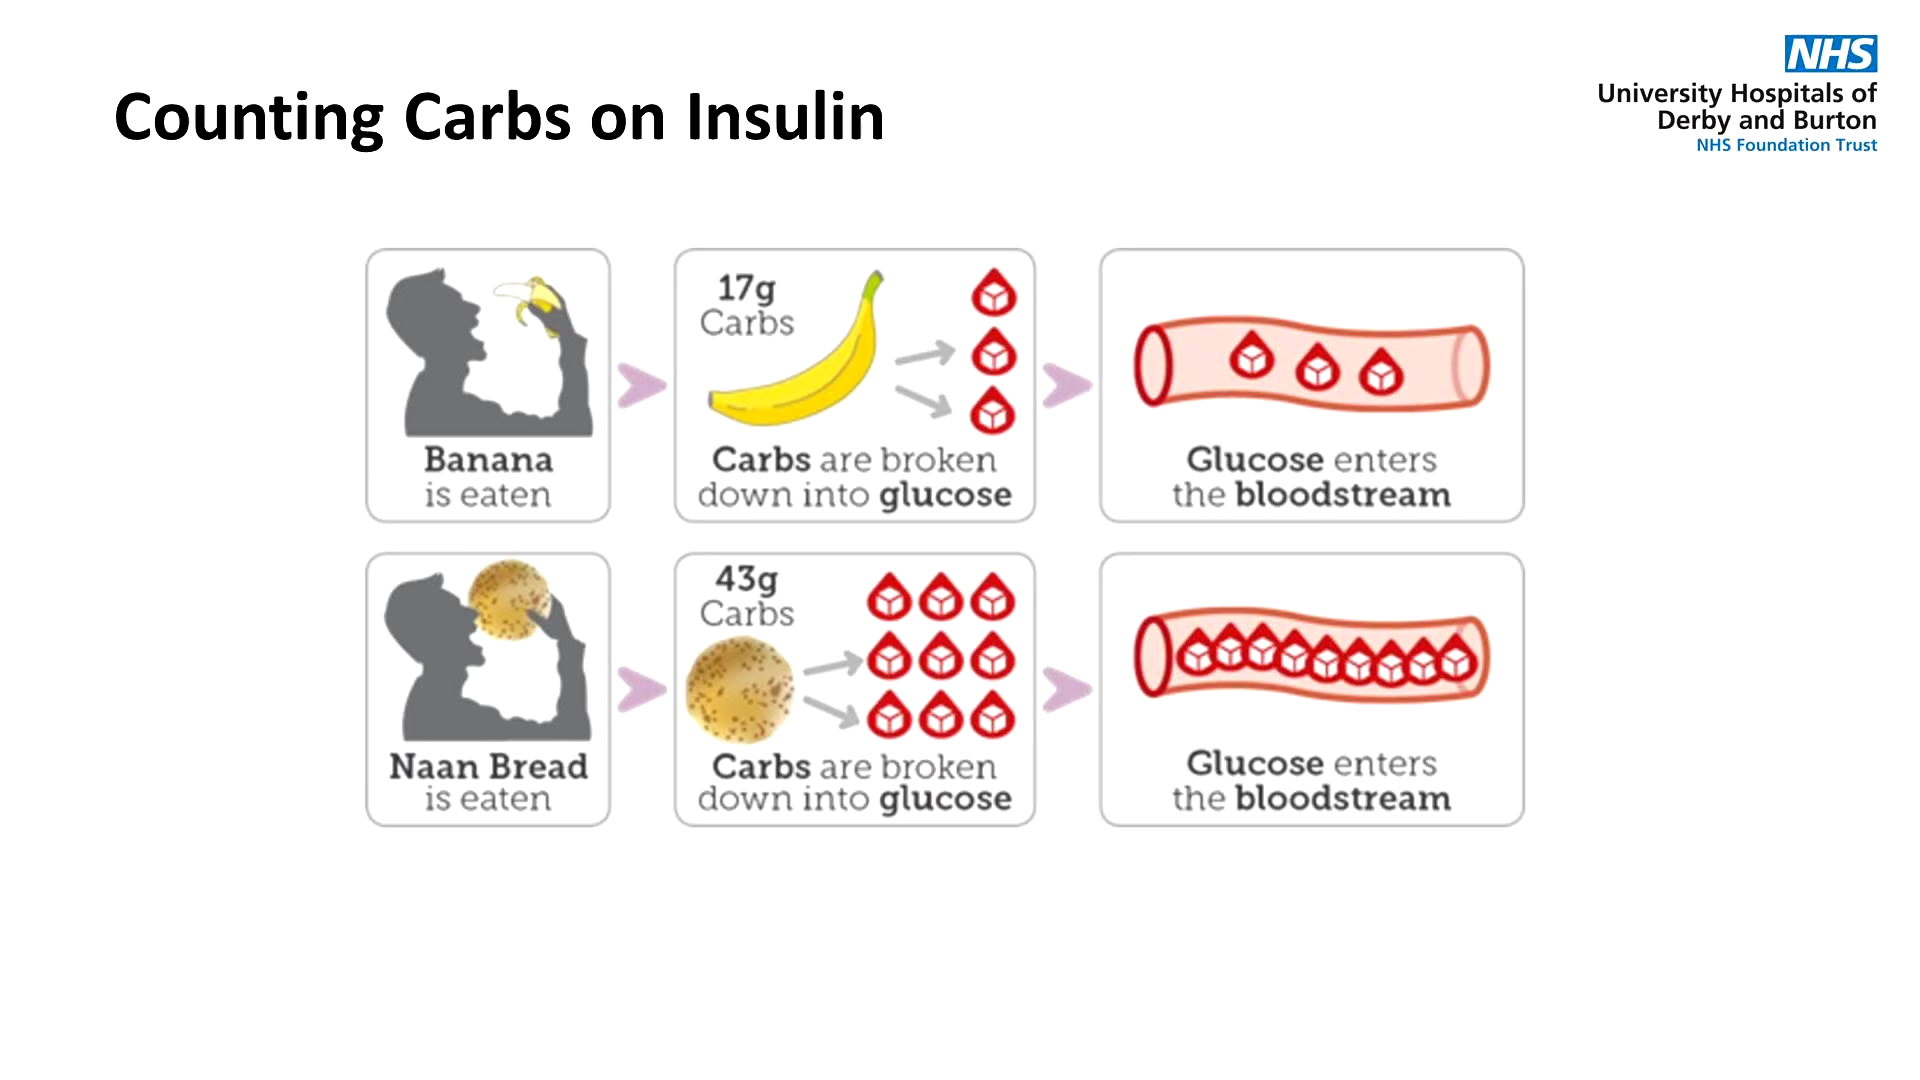 Counting Carbs on Insulin
NHS
University Hospitals of
Derby and Burton
NHS Foundation Trust
17g
Carbs
Banana
is eaten
Carbs are broken
down into glucose
Glucose enters
the bloodstream
43g
Carbs
Naan Bread
is eaten
Carbs are broken
down into glucose
Glucose enters
the bloodstream